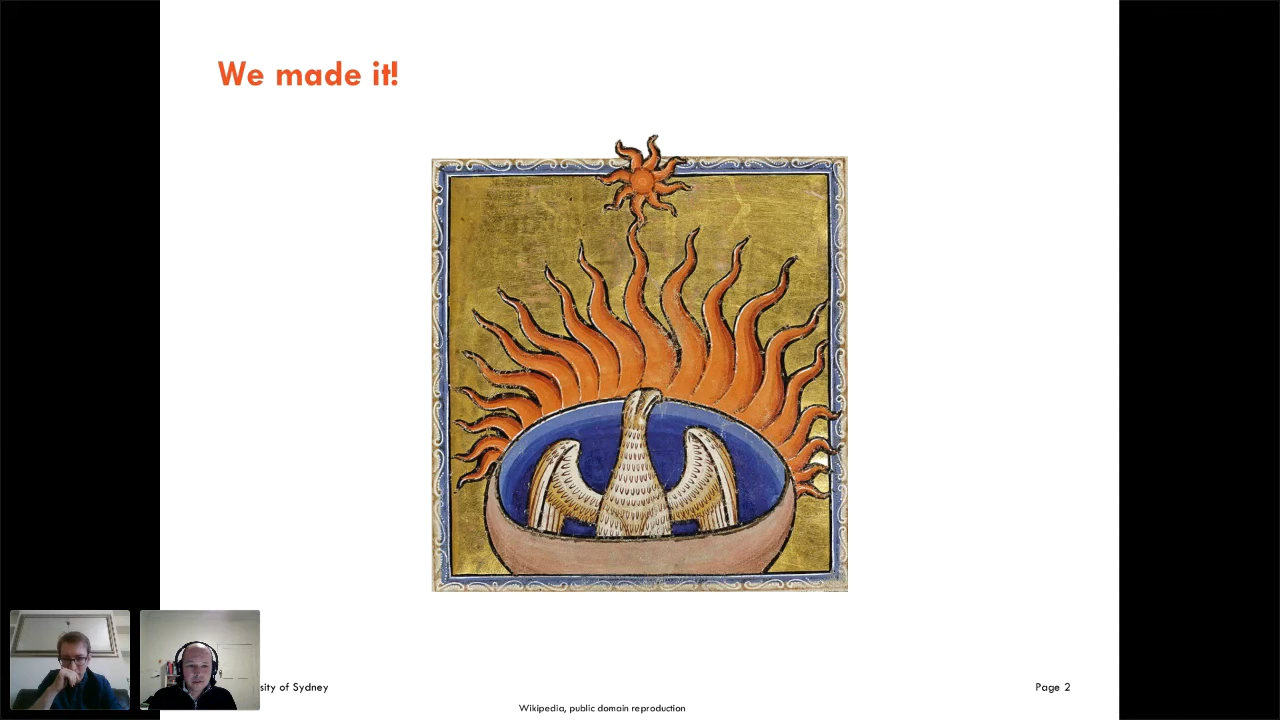 We made it!
sity of Sydney
Page 2
Wikipedia, public domain reproduction